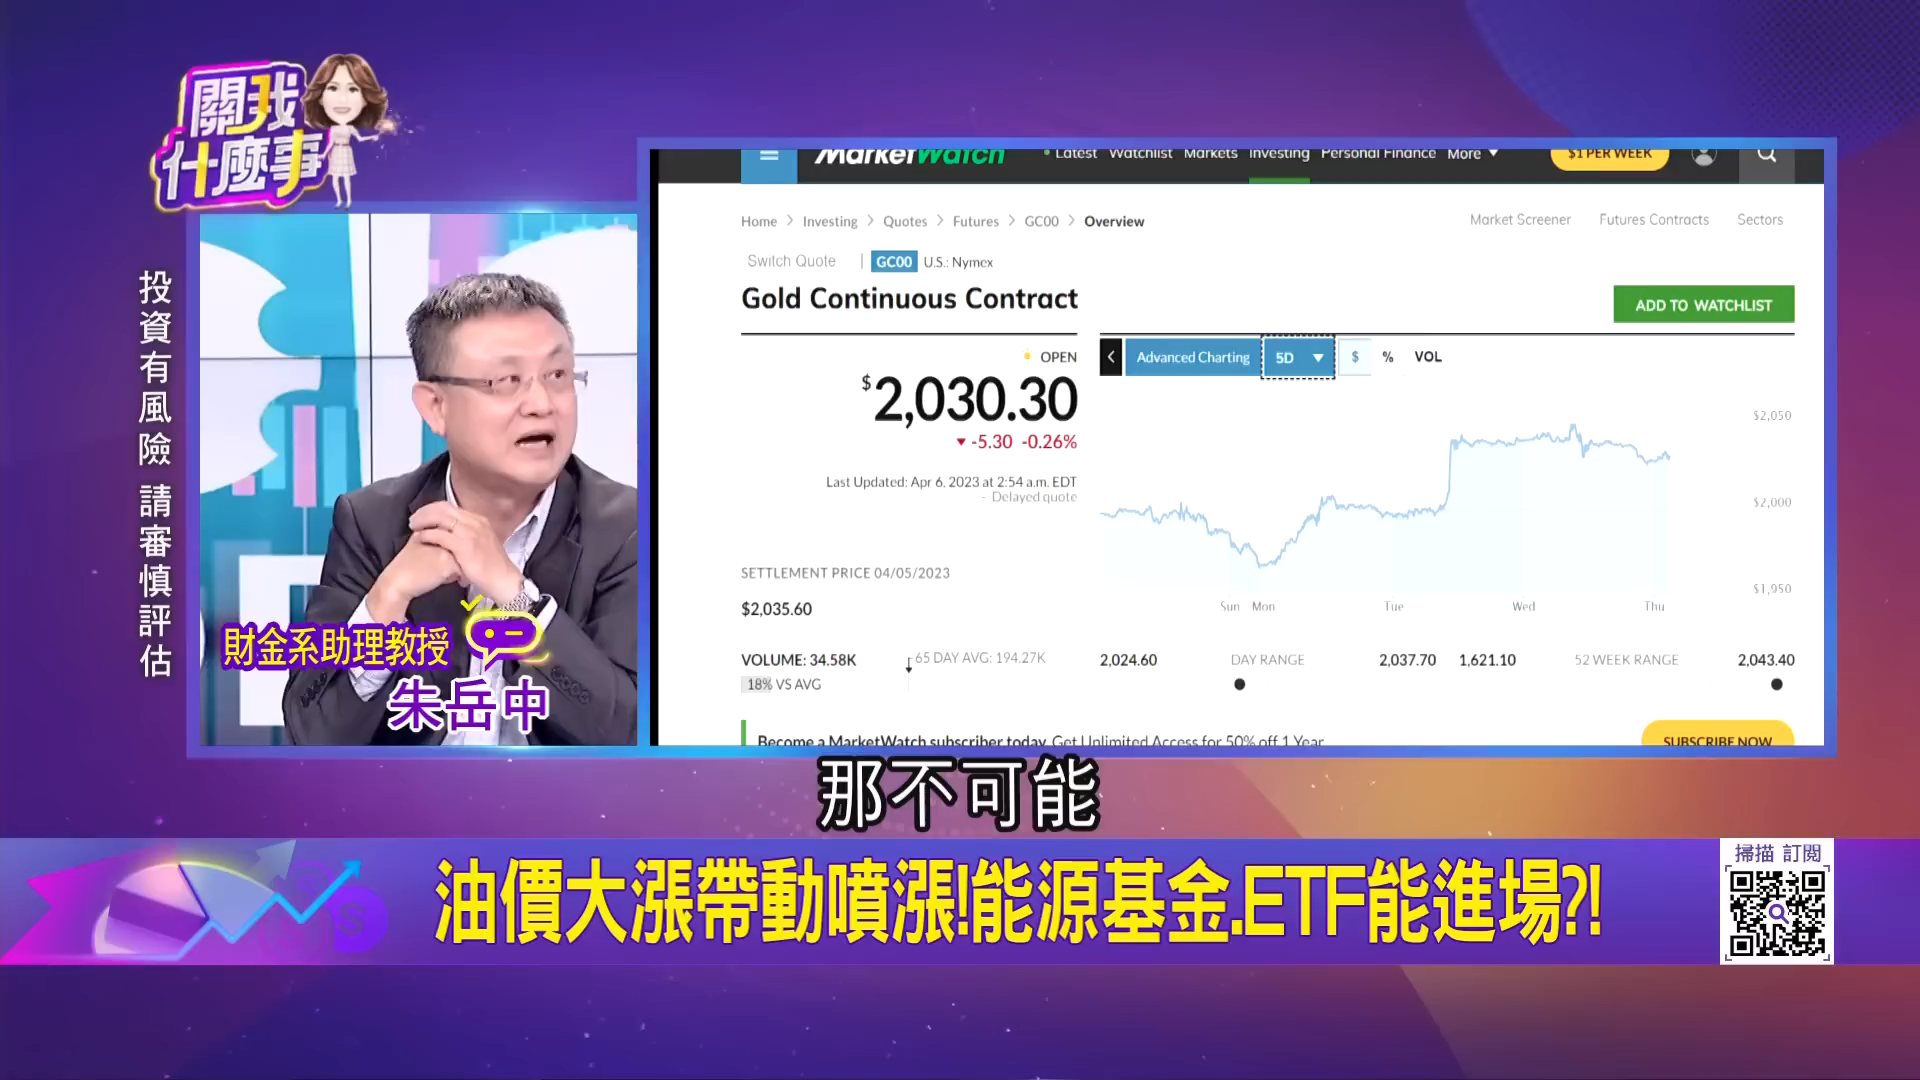 關我
什麼事
投資有風險 請審慎評估
MarketWatch
Latest Watchlist Markets Investing Personal Finance More
$1 PER WEEK
Home > Investing > Quotes > Futures > GC00 > Overview
Market Screener Futures Contracts Sectors
Switch Quote | GC00 U.S.: Nymex
Gold Continuous Contract
ADD TO WATCHLIST
OPEN
$2,030.30
-5.30 -0.26%
Last Updated: Apr 6, 2023 at 2:54 a.m. EDT
- Delayed quote
Advanced Charting 5D $ % VOL
$2,050
$2,000
$1,950
Sun Mon Tue Wed Thu
SETTLEMENT PRICE 04/05/2023
$2,035.60
VOLUME: 34.58K 65 DAY AVG: 194.27K
18% VS AVG
2,024.60 DAY RANGE 2,037.70
1,621.10 52 WEEK RANGE 2,043.40
Become a MarketWatch subscriber today. Get Unlimited Access for 50% off 1 Year
SUBSCRIBE NOW
財金系助理教授
朱岳中
那不可能
油價大漲帶動噴漲!能源基金.ETF能進場?!
掃描 訂閱